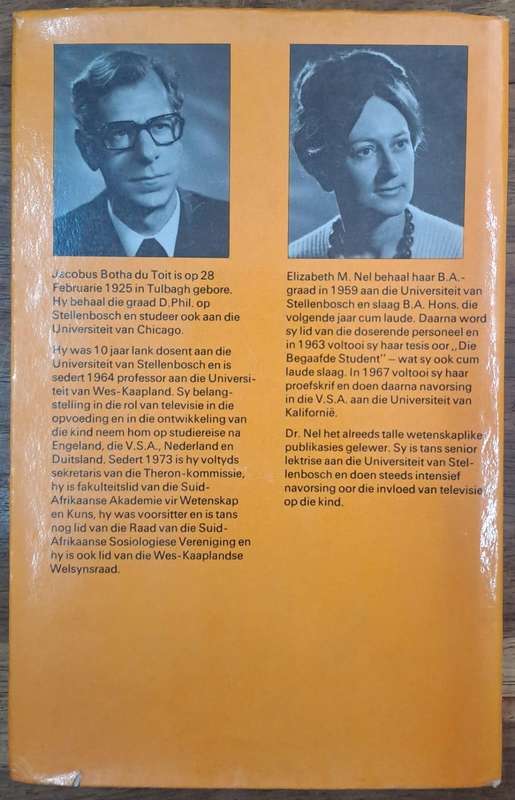 Jacobus Botha du Toit is op 28
Februarie 1925 in Tulbagh gebore.
Hy behaal die graad D.Phil. op
Stellenbosch en studeer ook aan die
Universiteit van Chicago.
Hy was 10 jaar lank dosent aan die
Universiteit van Stellenbosch en is
sedert 1964 professor aan die Universi-
teit van Wes-Kaapland. Sy belang-
stelling in die rol van televisie in die
opvoeding en in die ontwikkeling van
die kind neem hom op studiereise na
Engeland, die V.S.A., Nederland en
Duitsland. Sedert 1973 is hy voltyds
sekretaris van die Theron-kommissie,
hy is fakulteitslid van die Suid-
Afrikaanse Akademie vir Wetenskap
en Kuns, hy was voorsitter en is tans
nog lid van die Raad van die Suid-
Afrikaanse Sosiologiese Vereniging en
hy is ook lid van die Wes-Kaaplandse
Welsynsraad.
Elizabeth M. Nel behaal haar B.A.-
graad in 1959 aan die Universiteit van
Stellenbosch en slaag B.A. Hons. die
volgende jaar cum laude. Daarna word
sy lid van die doserende personeel en
in 1963 voltooi sy haar tesis oor „Die
Begaafde Student" – wat sy ook cum
laude slaag. In 1967 voltooi sy haar
proefskrif en doen daarna navorsing
in die V.S.A. aan die Universiteit van
Kalifornië.
Dr. Nel het alreeds talle wetenskaplike
publikasies gelewer. Sy is tans senior
lektrise aan die Universiteit van Stel-
lenbosch en doen steeds intensief
navorsing oor die invloed van televisie
op die kind.